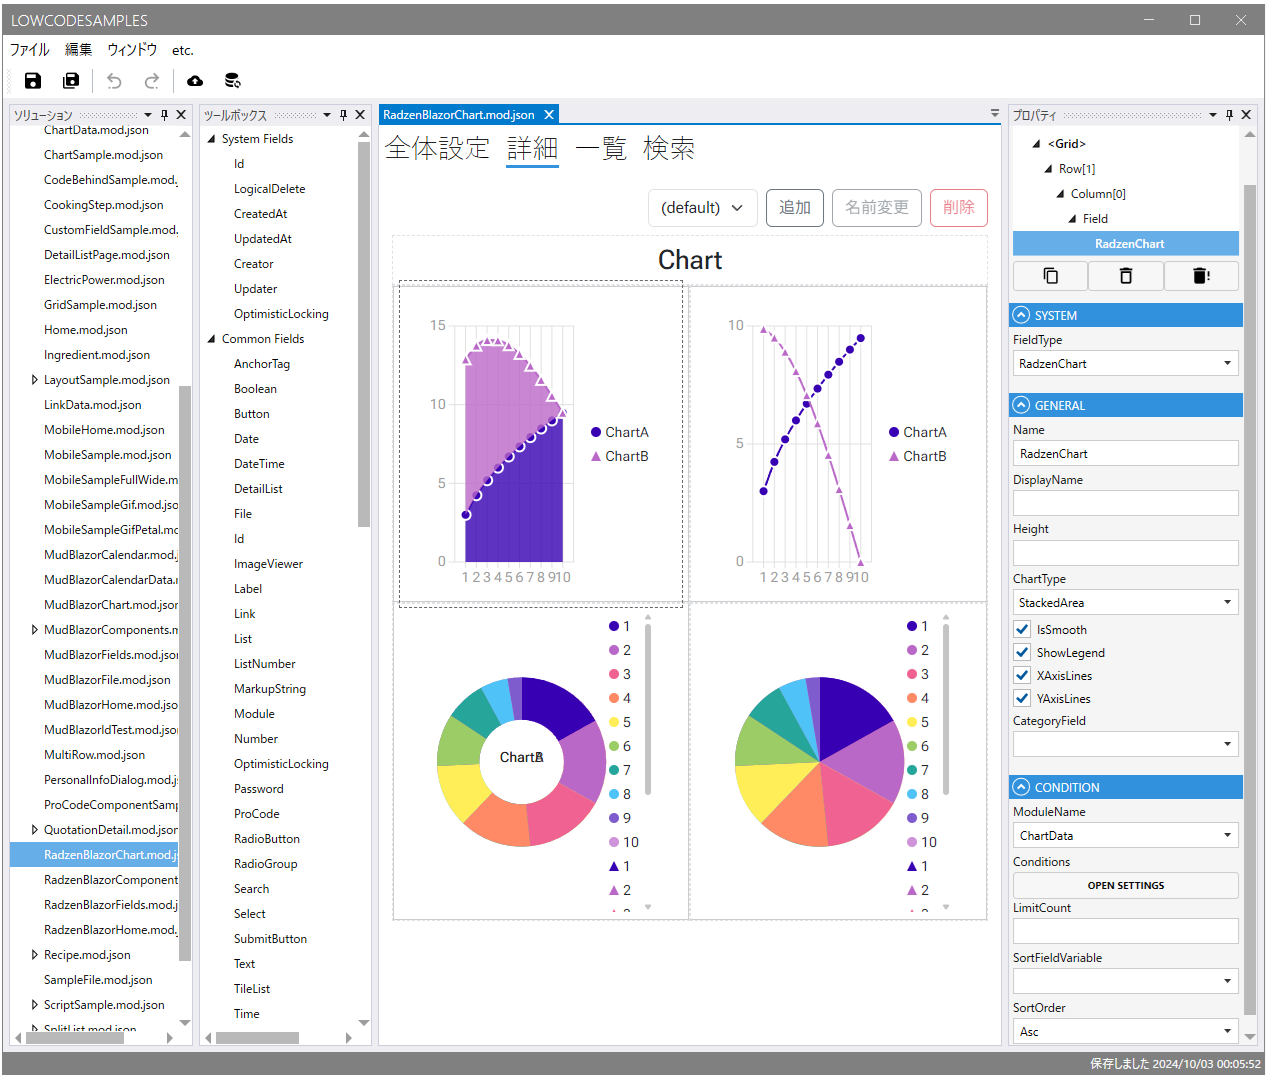 LOWCODESAMPLES
ファイル 編集 ウィンドウ etc.
ソリューション
ChartData.mod.json
ChartSample.mod.json
CodeBehindSample.mod.
CookingStep.mod.json
CustomFieldSample.mod.
DetailListPage.mod.json
ElectricPower.mod.json
GridSample.mod.json
Home.mod.json
Ingredient.mod.json
LayoutSample.mod.json
LinkData.mod.json
MobileHome.mod.json
MobileSample.mod.json
MobileSampleFullWide.m
MobileSampleGif.mod.jso
MobileSampleGifPetal.mo
MudBlazorCalendar.mod.j
MudBlazorCalendarData.r
MudBlazorChart.mod.json
MudBlazorComponents.m
MudBlazorFields.mod.jso
MudBlazorFile.mod.json
MudBlazorHome.mod.jso
MudBlazorIdTest.mod.jso
MultiRow.mod.json
PersonalInfoDialog.mod.j
ProCodeComponentSamp
QuotationDetail.mod.json
RadzenBlazorChart.mod.js
RadzenBlazorComponent
RadzenBlazorFields.mod.j
RadzenBlazorHome.mod.
Recipe.mod.json
SampleFile.mod.json
ScriptSample.mod.json
SplitList.mod.json
ツールボックス
System Fields
Id
LogicalDelete
CreatedAt
UpdatedAt
Creator
Updater
OptimisticLocking
Common Fields
AnchorTag
Boolean
Button
Date
DateTime
DetailList
File
Id
ImageViewer
Label
Link
List
ListNumber
MarkupString
Module
Number
OptimisticLocking
Password
ProCode
RadioButton
RadioGroup
Search
Select
SubmitButton
Text
TileList
Time
RadzenBlazorChart.mod.json
全体設定 詳細 一覧 検索
(default) 追加 名前変更 削除
Chart
15
10
5
0
1 2 3 4 5 6 7 8 9 10
ChartA
ChartB
10
5
0
1 2 3 4 5 6 7 8 9 10
ChartA
ChartB
1
2
3
4
5
6
7
8
9
10
1
2
1
2
3
4
5
6
7
8
9
10
1
2
プロパティ
<Grid>
Row[1]
Column[0]
Field
RadzenChart
SYSTEM
FieldType
RadzenChart
GENERAL
Name
RadzenChart
DisplayName
Height
ChartType
StackedArea
IsSmooth
ShowLegend
XAxisLines
YAxisLines
CategoryField
CONDITION
ModuleName
ChartData
Conditions
OPEN SETTINGS
LimitCount
SortFieldVariable
SortOrder
Asc
保存しました 2024/10/03 00:05:52